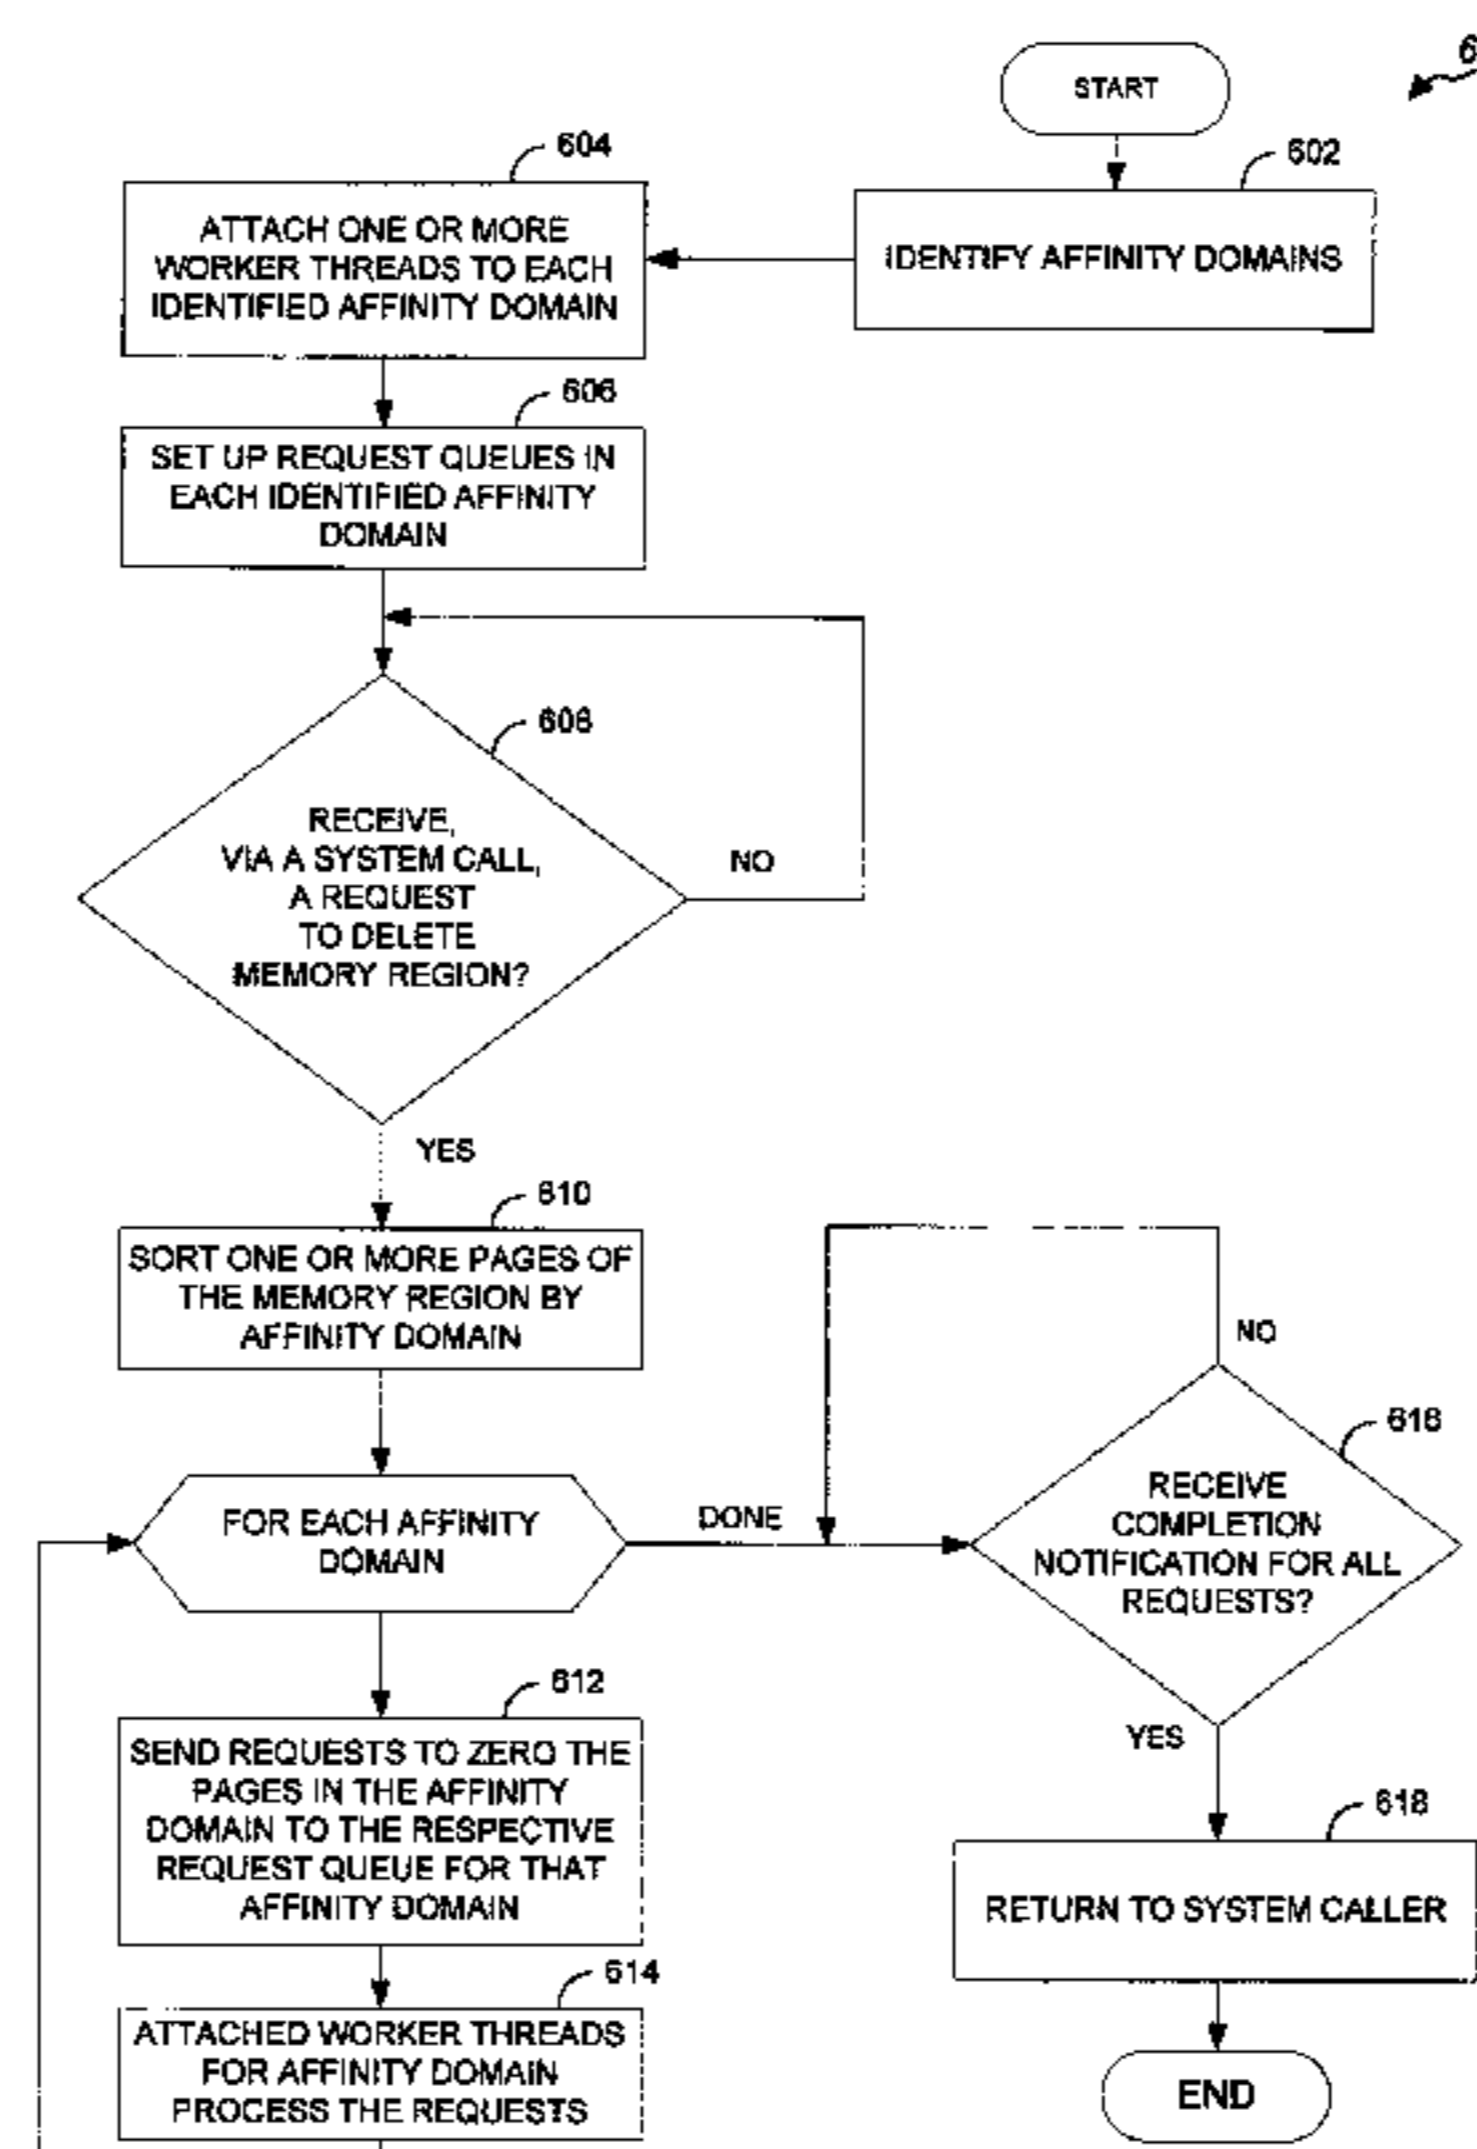 6
START
602
IDENTIFY AFFINITY DOMAINS
604
ATTACH ONE OR MORE
WORKER THREADS TO EACH
IDENTIFIED AFFINITY DOMAIN
606
SET UP REQUEST QUEUES IN
EACH IDENTIFIED AFFINITY
DOMAIN
608
RECEIVE,
VIA A SYSTEM CALL,
A REQUEST
TO DELETE
MEMORY REGION?
NO
YES
610
SORT ONE OR MORE PAGES OF
THE MEMORY REGION BY
AFFINITY DOMAIN
FOR EACH AFFINITY
DOMAIN
DONE
612
SEND REQUESTS TO ZERO THE
PAGES IN THE AFFINITY
DOMAIN TO THE RESPECTIVE
REQUEST QUEUE FOR THAT
AFFINITY DOMAIN
614
ATTACHED WORKER THREADS
FOR AFFINITY DOMAIN
PROCESS THE REQUESTS
NO
616
RECEIVE
COMPLETION
NOTIFICATION FOR ALL
REQUESTS?
YES
618
RETURN TO SYSTEM CALLER
END